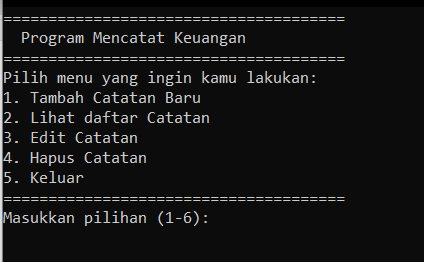 ======================================
Program Mencatat Keuangan
======================================
Pilih menu yang ingin kamu lakukan:
1. Tambah Catatan Baru
2. Lihat daftar Catatan
3. Edit Catatan
4. Hapus Catatan
5. Keluar
======================================
Masukkan pilihan (1-6):